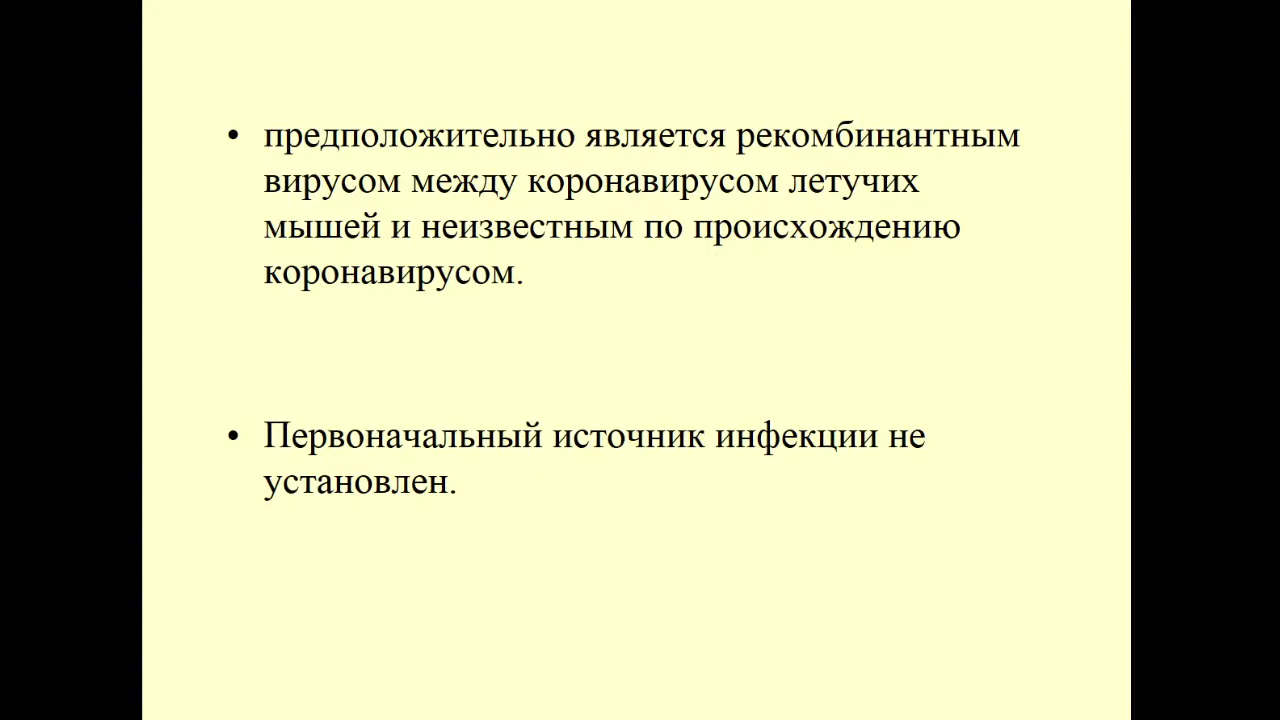 • предположительно является рекомбинантным
вирусом между коронавирусом летучих
мышей и неизвестным по происхождению
коронавирусом.
• Первоначальный источник инфекции не
установлен.